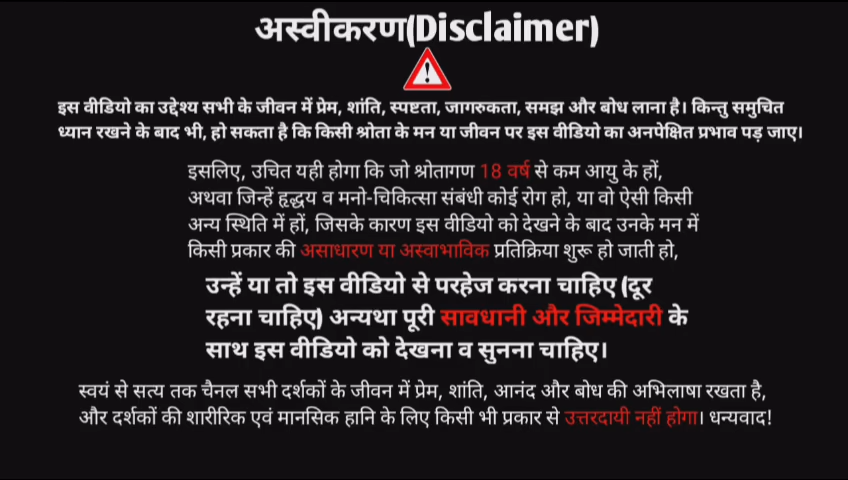 अस्वीकरण(Disclaimer)
इस वीडियो का उद्देश्य सभी के जीवन में प्रेम, शांति, स्पष्टता, जागरुकता, समझ और बोध लाना है। किन्तु समुचित
ध्यान रखने के बाद भी, हो सकता है कि किसी श्रोता के मन या जीवन पर इस वीडियो का अनपेक्षित प्रभाव पड़ जाए।
इसलिए, उचित यही होगा कि जो श्रोतागण 18 वर्ष से कम आयु के हों,
अथवा जिन्हें हृद्धय व मनो-चिकित्सा संबंधी कोई रोग हो, या वो ऐसी किसी
अन्य स्थिति में हों, जिसके कारण इस वीडियो को देखने के बाद उनके मन में
किसी प्रकार की असाधारण या अस्वाभाविक प्रतिक्रिया शुरू हो जाती हो,
उन्हें या तो इस वीडियो से परहेज करना चाहिए (दूर
रहना चाहिए) अन्यथा पूरी सावधानी और जिम्मेदारी के
साथ इस वीडियो को देखना व सुनना चाहिए।
स्वयं से सत्य तक चैनल सभी दर्शकों के जीवन में प्रेम, शांति, आनंद और बोध की अभिलाषा रखता है,
और दर्शकों की शारीरिक एवं मानसिक हानि के लिए किसी भी प्रकार से उत्तरदायी नहीं होगा। धन्यवाद!